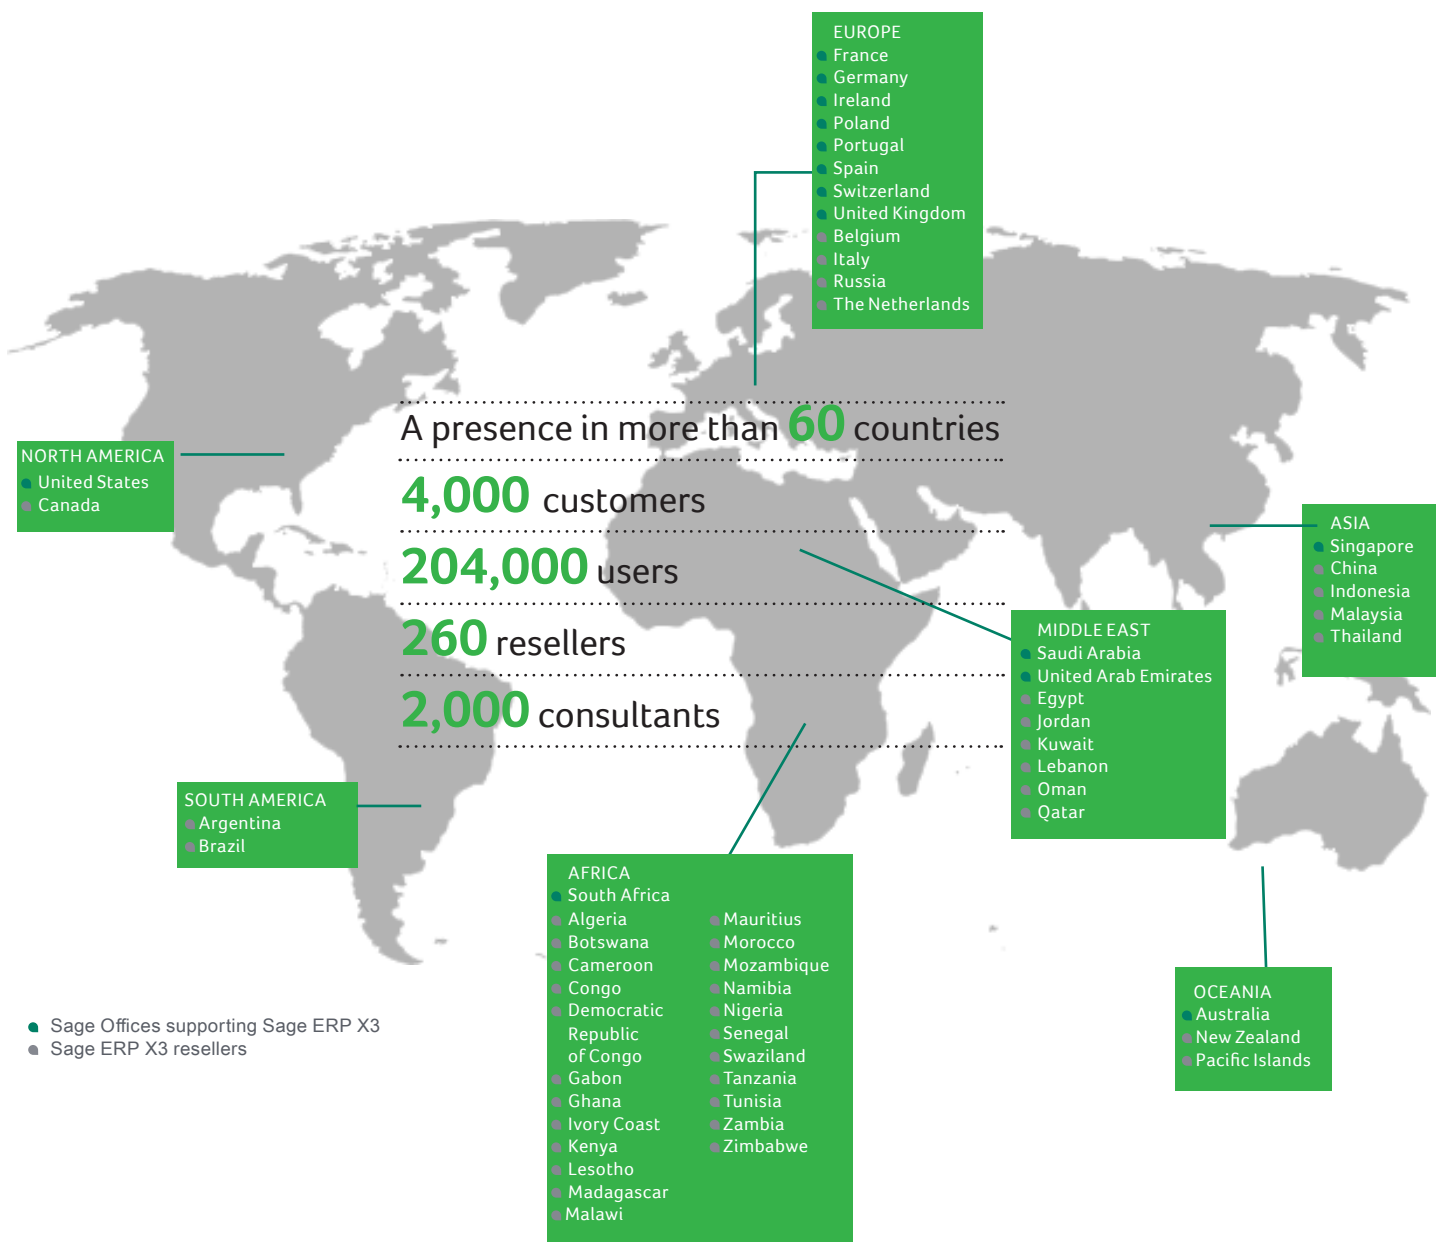 EUROPE
France
Germany
Ireland
Poland
Portugal
Spain
Switzerland
United Kingdom
Belgium
Italy
Russia
The Netherlands
A presence in more than 60 countries
4,000 customers
204,000 users
260 resellers
2,000 consultants
NORTH AMERICA
United States
Canada
ASIA
Singapore
China
Indonesia
Malaysia
Thailand
MIDDLE EAST
Saudi Arabia
United Arab Emirates
Egypt
Jordan
Kuwait
Lebanon
Oman
Qatar
SOUTH AMERICA
Argentina
Brazil
AFRICA
South Africa
Algeria
Botswana
Cameroon
Congo
Democratic
Republic
of Congo
Gabon
Ghana
Ivory Coast
Kenya
Lesotho
Madagascar
Malawi
Mauritius
Morocco
Mozambique
Namibia
Nigeria
Senegal
Swaziland
Tanzania
Tunisia
Zambia
Zimbabwe
OCEANIA
Australia
New Zealand
Pacific Islands
Sage Offices supporting Sage ERP X3
Sage ERP X3 resellers